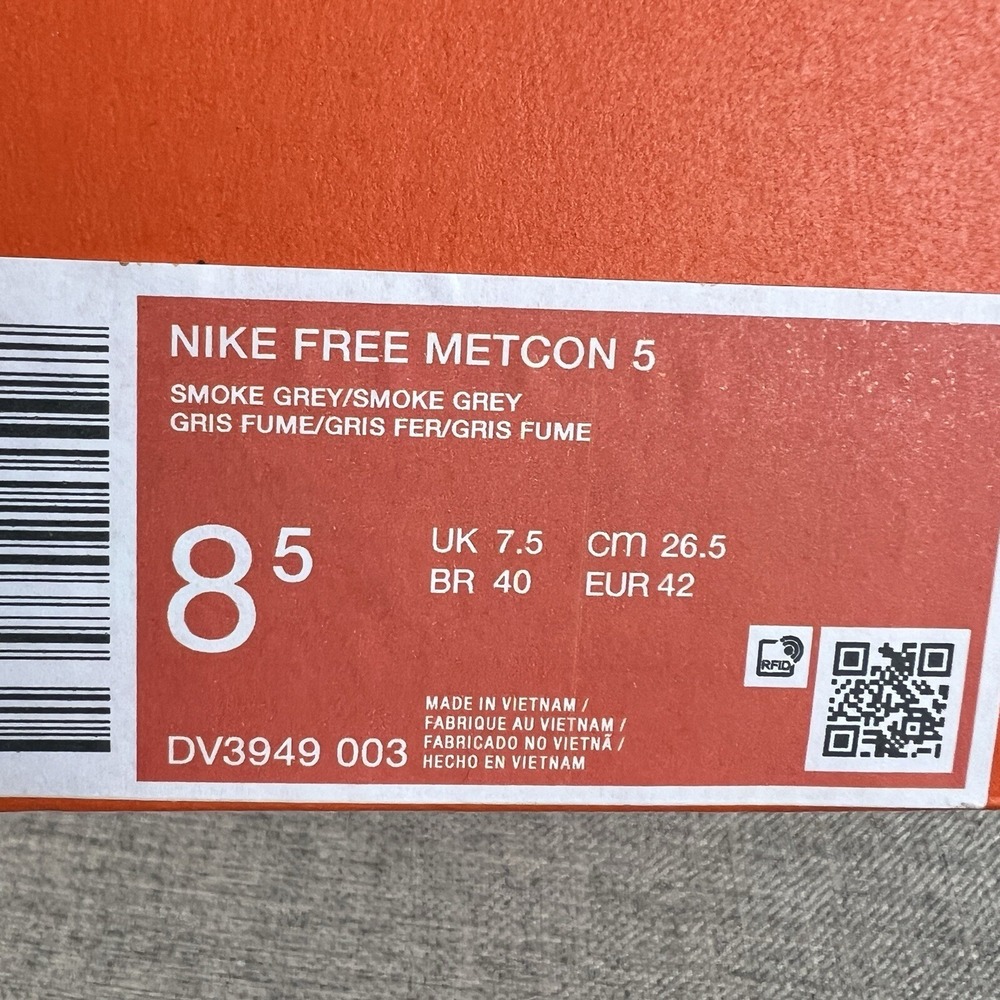 NIKE FREE METCON 5
SMOKE GREY/SMOKE GREY
GRIS FUME/GRIS FER/GRIS FUME
8 5
UK 7.5 cm 26.5
BR 40 EUR 42
RFID
MADE IN VIETNAM /
FABRIQUE AU VIETNAM /
FABRICADO NO VIETNÃ /
HECHO EN VIETNAM
DV3949 003